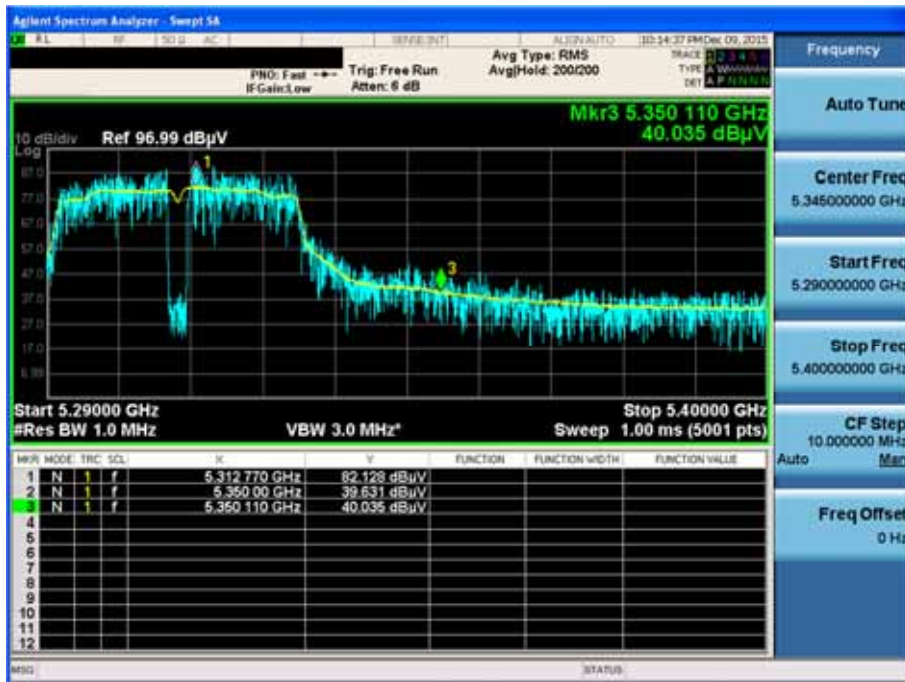 Agilent Spectrum Analyzer - Swept SA
RL RF 50 Ω AC SENSE:INT ALIGN AUTO 10:14:37 PM Dec 09, 2015
Frequency
PNO: Fast
IFGain:Low
Trig: Free Run
Atten: 6 dB
Avg Type: RMS
Avg|Hold: 200/200
TRACE 1 2 3 4 5 6
TYPE A W
DET A P N N N N
Auto Tune
Mkr3 5.350 110 GHz
40.035 dBµV
10 dB/div Ref 96.99 dBµV
Log
87.0
77.0
67.0
57.0
47.0
37.0
27.0
17.0
6.99
1
3
Center Freq
5.345000000 GHz
Start Freq
5.290000000 GHz
Stop Freq
5.400000000 GHz
Start 5.29000 GHz Stop 5.40000 GHz
#Res BW 1.0 MHz VBW 3.0 MHz* Sweep 1.00 ms (5001 pts)
CF Step
10.000000 MHz
Auto Man
MKR MODE TRC SCL X Y FUNCTION FUNCTION WIDTH FUNCTION VALUE
1 N 1 f 5.312 770 GHz 82.128 dBµV
2 N 1 f 5.350 00 GHz 39.631 dBµV
3 N 1 f 5.350 110 GHz 40.035 dBµV
4
5
6
7
8
9
10
11
12
Freq Offset
0 Hz
MSG STATUS